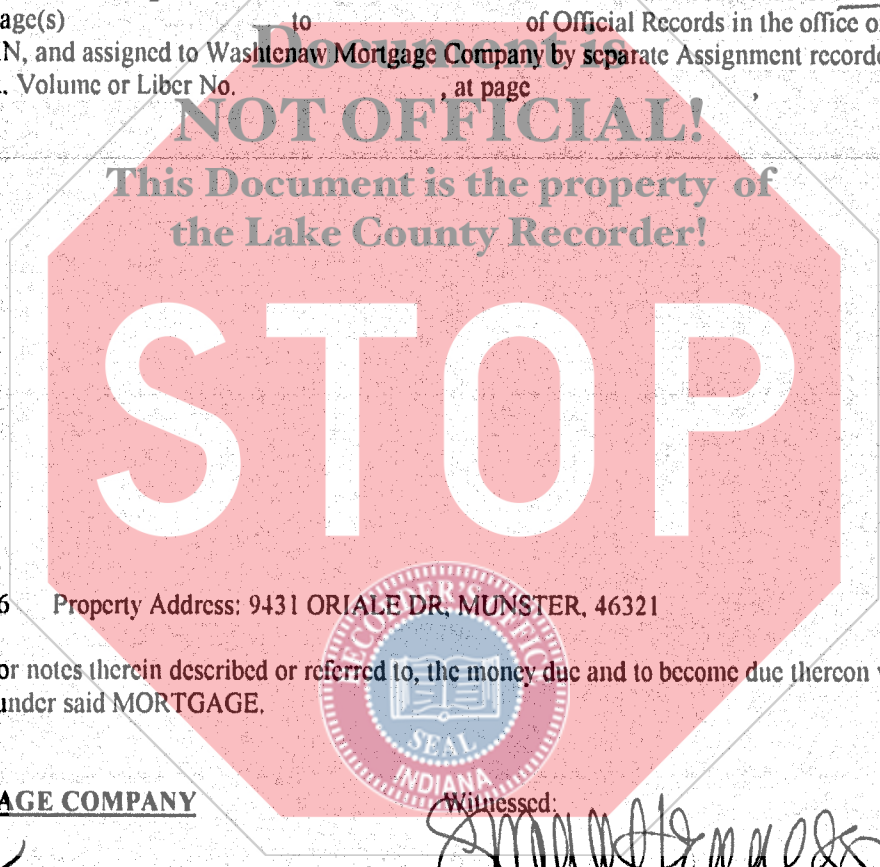 age(s) to of Official Records in the office o
N, and assigned to Washtenaw Mortgage Company by separate Assignment recorde
. Volume or Liber No. , at page ,
Document is
NOT OFFICIAL!
This Document is the property of
the Lake County Recorder!
STOP
6 Property Address: 9431 ORIALE DR, MUNSTER, 46321
or notes therein described or referred to, the money due and to become due thereon
under said MORTGAGE.
RECORDER'S OFFICE
SEAL
INDIANA
AGE COMPANY Witnessed: